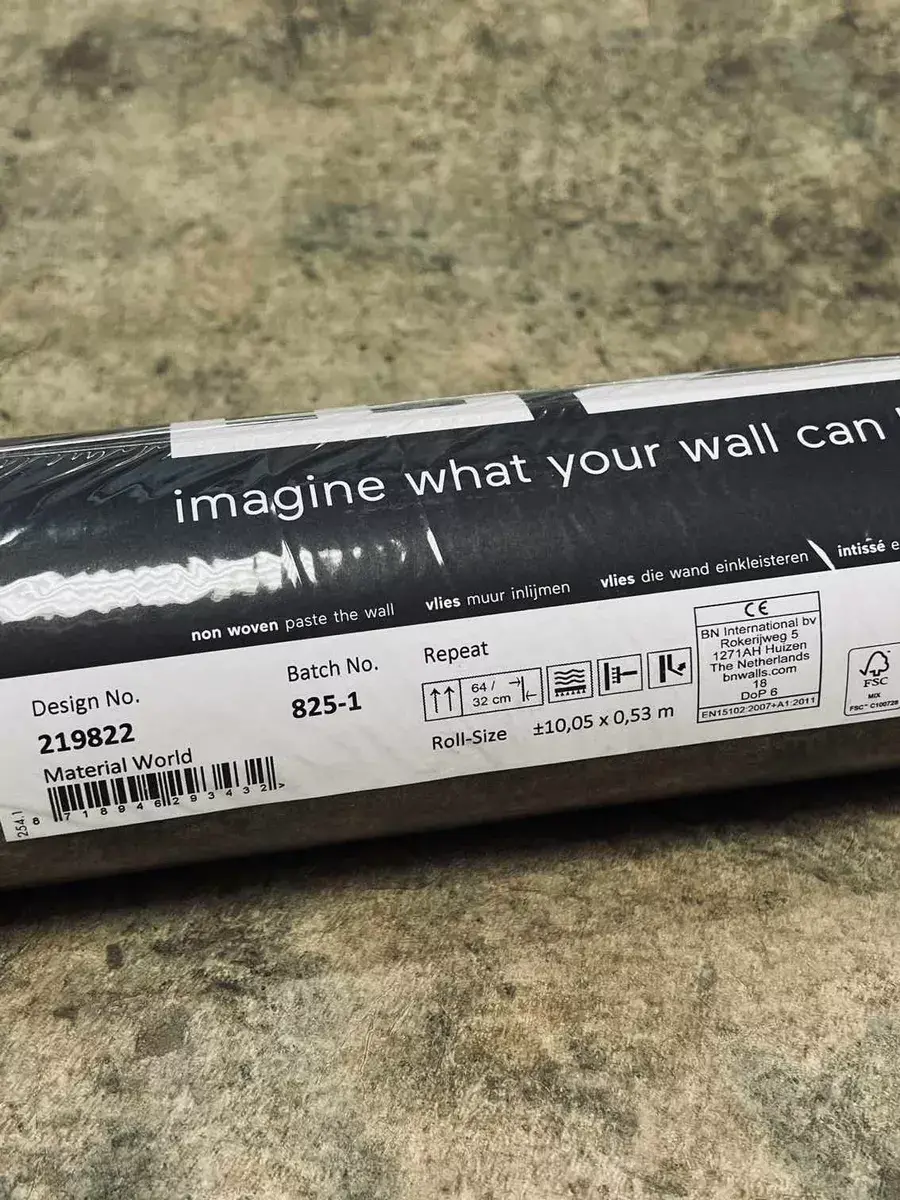 imagine what your wall can
non woven paste the wall vlies muur inlijmen vlies die wand einkleisteren intissé
Design No.
219822
Material World
8 718946 293432 >
254.1
Batch No.
825-1
Repeat
64 /
32 cm
Roll-Size ±10,05 x 0,53 m
CE
BN International bv
Rokerijweg 5
1271AH Huizen
The Netherlands
bnwalls.com
18
DoP 6
EN15102:2007+A1:2011
FSC
MIX
FSC™ C100728